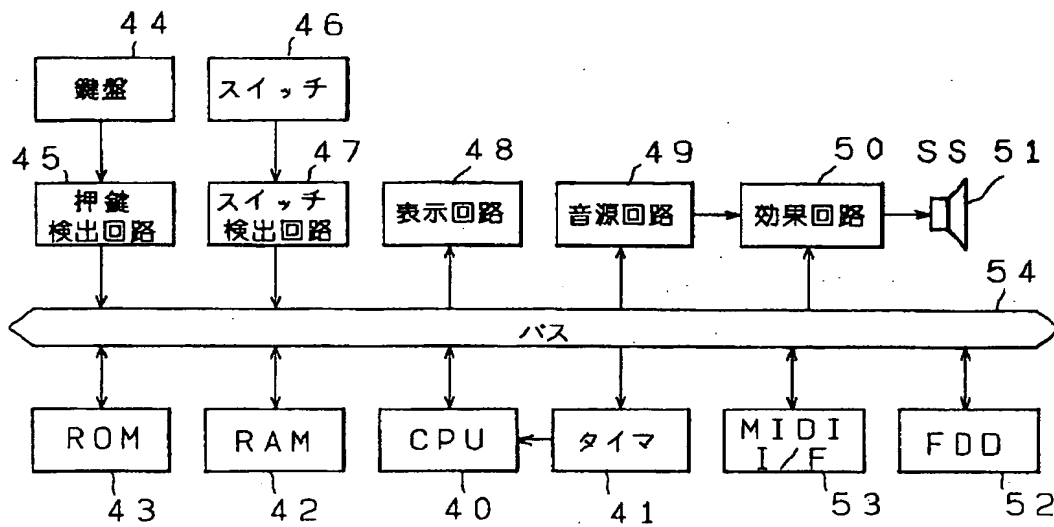 44
46
鍵盤
スイッチ
45
47
48
49
50
SS
51
押鍵
検出回路
スイッチ
検出回路
表示回路
音源回路
効果回路
54
バス
ROM
RAM
CPU
タイマ
MIDI
I/F
FDD
43
42
40
41
53
52